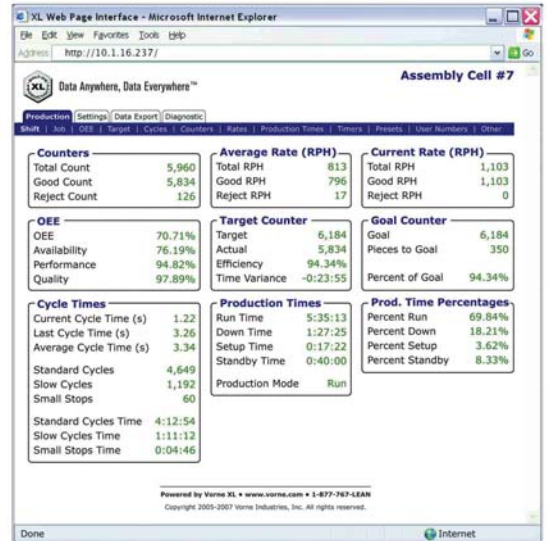 XL Web Page Interface - Microsoft Internet Explorer
File Edit View Favorites Tools Help
Address http://10.1.16.237/ Go
XL Data Anywhere, Data Everywhere™
Assembly Cell #7
Production Settings Data Export Diagnostic
Shift | Job | OEE | Target | Cycles | Counters | Rates | Production Times | Timers | Presets | User Numbers | Other
Counters
Total Count 5,960
Good Count 5,834
Reject Count 126
Average Rate (RPH)
Total RPH 813
Good RPH 796
Reject RPH 17
Current Rate (RPH)
Total RPH 1,103
Good RPH 1,103
Reject RPH 0
OEE
OEE 70.71%
Availability 76.19%
Performance 94.82%
Quality 97.89%
Target Counter
Target 6,184
Actual 5,834
Efficiency 94.34%
Time Variance -0:23:55
Goal Counter
Goal 6,184
Pieces to Goal 350
Percent of Goal 94.34%
Cycle Times
Current Cycle Time (s) 1.22
Last Cycle Time (s) 3.26
Average Cycle Time (s) 3.34
Standard Cycles 4,649
Slow Cycles 1,192
Small Stops 60
Standard Cycles Time 4:12:54
Slow Cycles Time 1:11:12
Small Stops Time 0:04:46
Production Times
Run Time 5:35:13
Down Time 1:27:25
Setup Time 0:17:22
Standby Time 0:40:00
Production Mode Run
Prod. Time Percentages
Percent Run 69.84%
Percent Down 18.21%
Percent Setup 3.62%
Percent Standby 8.33%
Powered by Vorne XL • www.vorne.com • 1-877-767-LEAN
Copyright 2005-2007 Vorne Industries, Inc. All rights reserved.
Done Internet